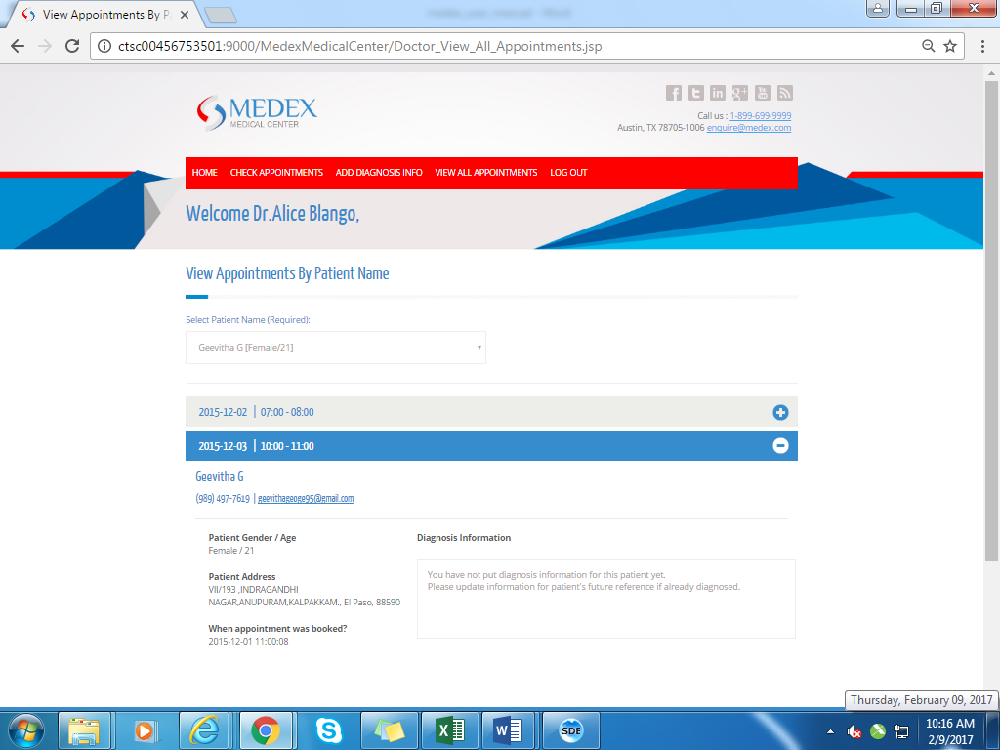 View Appointments By P
ctsc00456753501:9000/MedexMedicalCenter/Doctor_View_All_Appointments.jsp
MEDEX
MEDICAL CENTER
Call us : 1-899-699-9999
Austin, TX 78705-1006 enquire@medex.com
HOME CHECK APPOINTMENTS ADD DIAGNOSIS INFO VIEW ALL APPOINTMENTS LOG OUT
Welcome Dr.Alice Blango,
View Appointments By Patient Name
Select Patient Name (Required):
Geevitha G [Female/21]
2015-12-02 | 07:00 - 08:00
2015-12-03 | 10:00 - 11:00
Geevitha G
(989) 497-7619 | geevithageoge95@gmail.com
Patient Gender / Age
Female / 21
Patient Address
VII/193 ,INDRAGANDHI
NAGAR,ANUPURAM,KALPAKKAM., El Paso, 88590
When appointment was booked?
2015-12-01 11:00:08
Diagnosis Information
You have not put diagnosis information for this patient yet.
Please update information for patient's future reference if already diagnosed.
Thursday, February 09, 2017
SDE
10:16 AM
2/9/2017